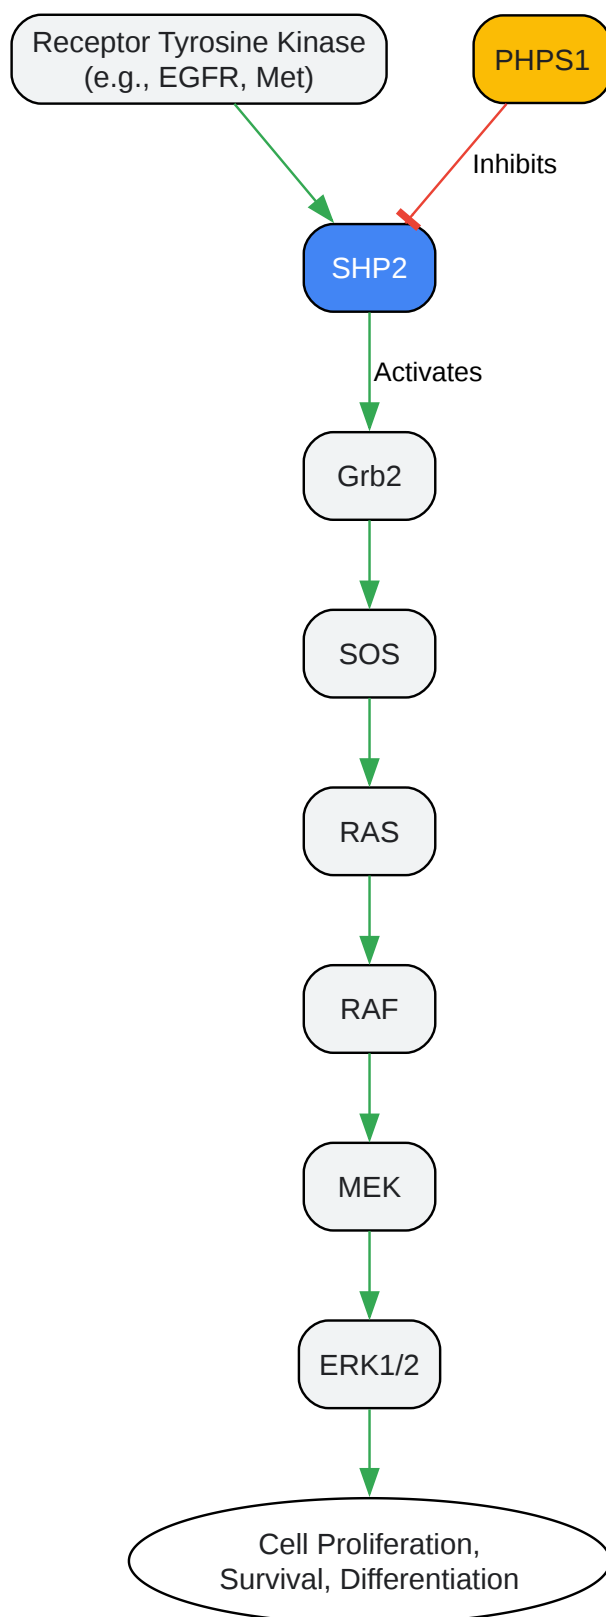 Receptor Tyrosine Kinase
(e.g., EGFR, Met)
PHPS1
Inhibits
SHP2
Activates
Grb2
SOS
RAS
RAF
MEK
ERK1/2
Cell Proliferation,
Survival, Differentiation